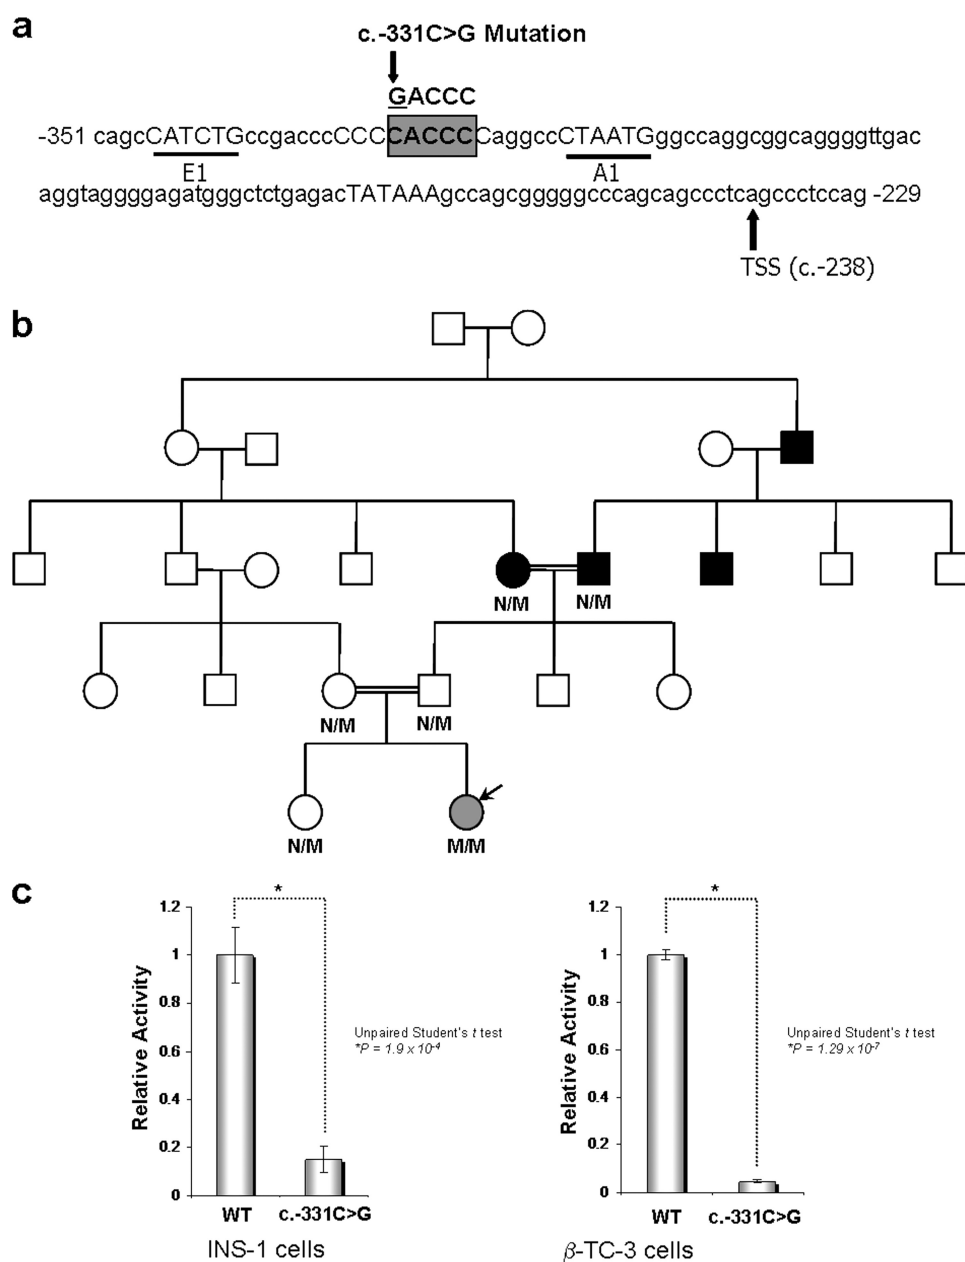 a
c.-331C>G Mutation
GACCC
-351 cagcCATCTGccgacccCCCCACCCCaggccCTAATGggccaggcggcaggggttgac
E1
A1
aggtaggggagatgggctctgagacTATAAAgccagcgggggcccagcagccctcagccctccag -229
TSS (c.-238)
b
N/M
N/M
N/M
N/M
N/M
M/M
c
*
1.2
1
0.8
0.6
0.4
0.2
0
Relative Activity
Unpaired Student's t test
*P = 1.9 x 10-4
WT
c.-331C>G
INS-1 cells
*
1.2
1
0.8
0.6
0.4
0.2
0
Relative Activity
Unpaired Student's t test
*P = 1.29 x 10-7
WT
c.-331C>G
β-TC-3 cells